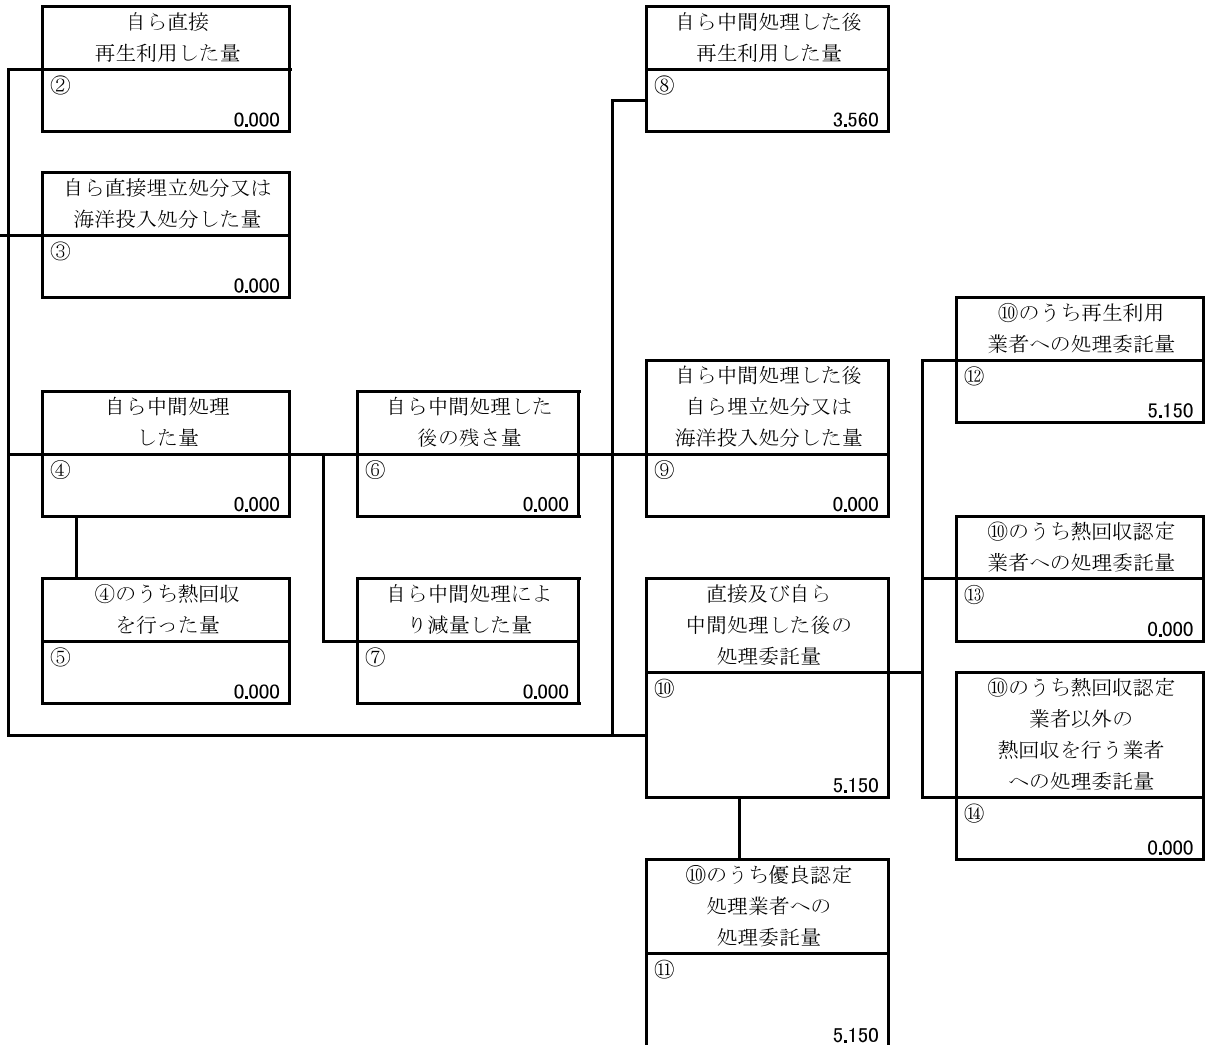 自ら直接
再生利用した量
②
0.000
自ら直接埋立処分又は
海洋投入処分した量
③
0.000
自ら中間処理
した量
④
0.000
④のうち熱回収
を行った量
⑤
0.000
自ら中間処理した
後の残さ量
⑥
0.000
自ら中間処理によ
り減量した量
⑦
0.000
自ら中間処理した後
再生利用した量
⑧
3.560
自ら中間処理した後
自ら埋立処分又は
海洋投入処分した量
⑨
0.000
直接及び自ら
中間処理した後の
処理委託量
⑩
5.150
⑩のうち優良認定
処理業者への
処理委託量
⑪
5.150
⑩のうち再生利用
業者への処理委託量
⑫
5.150
⑩のうち熱回収認定
業者への処理委託量
⑬
0.000
⑩のうち熱回収認定
業者以外の
熱回収を行う業者
への処理委託量
⑭
0.000